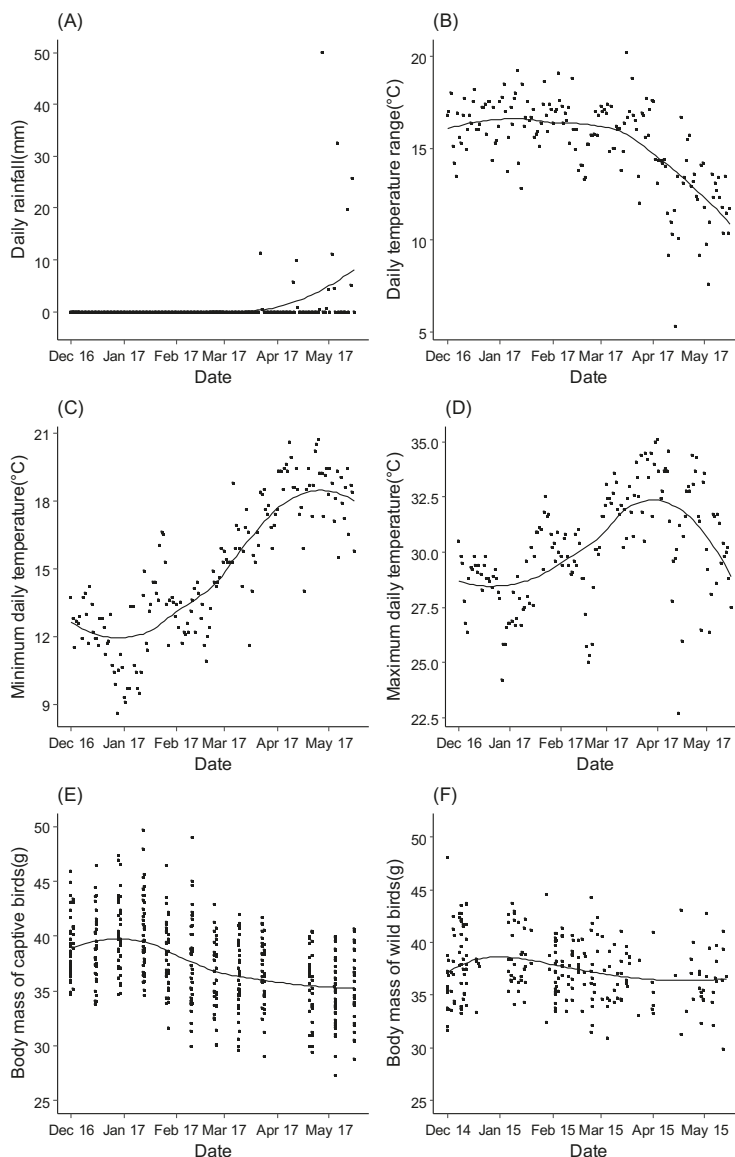 (A)
Daily rainfall(mm)
50
40
30
20
10
0
Dec 16 Jan 17 Feb 17 Mar 17 Apr 17 May 17
Date
(B)
Daily temperature range(°C)
20
15
10
5
Dec 16 Jan 17 Feb 17 Mar 17 Apr 17 May 17
Date
(C)
Minimum daily temperature(°C)
21
18
15
12
9
Dec 16 Jan 17 Feb 17 Mar 17 Apr 17 May 17
Date
(D)
Maximum daily temperature(°C)
35.0
32.5
30.0
27.5
25.0
22.5
Dec 16 Jan 17 Feb 17 Mar 17 Apr 17 May 17
Date
(E)
Body mass of captive birds(g)
50
45
40
35
30
25
Dec 16 Jan 17 Feb 17 Mar 17 Apr 17 May 17
Date
(F)
Body mass of wild birds(g)
50
45
40
35
30
25
Dec 14 Jan 15 Feb 15 Mar 15 Apr 15 May 15
Date